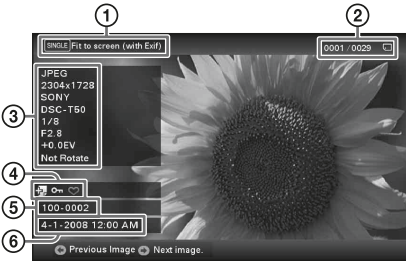 1
2
SINGLE Fit to screen (with Exif)
0001/0029
3
JPEG
2304x1728
SONY
DSC-T50
1/8
F2.8
+0.0EV
Not Rotate
4
5
100-0002
6
4-1-2008 12:00 AM
Previous Image Next image.